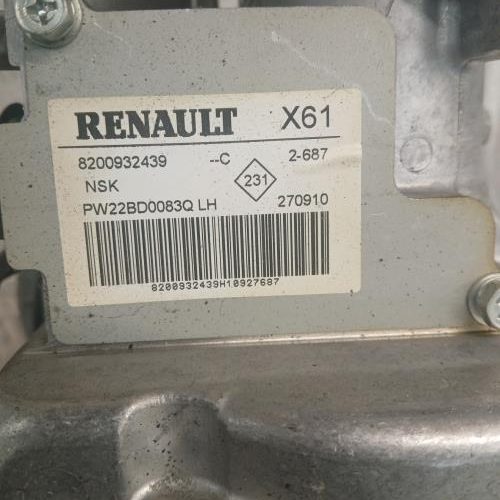 RENAULT X61
8200932439 --C 2-687
NSK 231
PW22BD0083Q LH 270910
8200932439H10927687